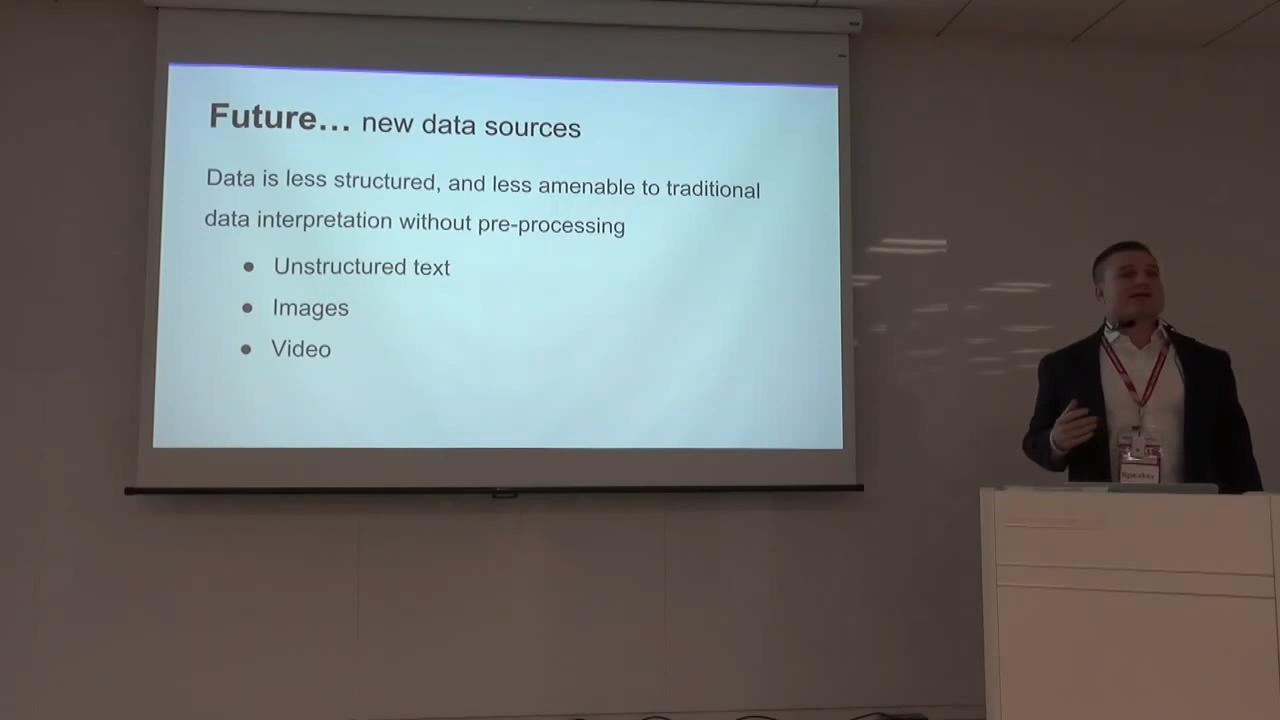 Future... new data sources
Data is less structured, and less amenable to traditional
data interpretation without pre-processing
● Unstructured text
● Images
● Video
Speaker